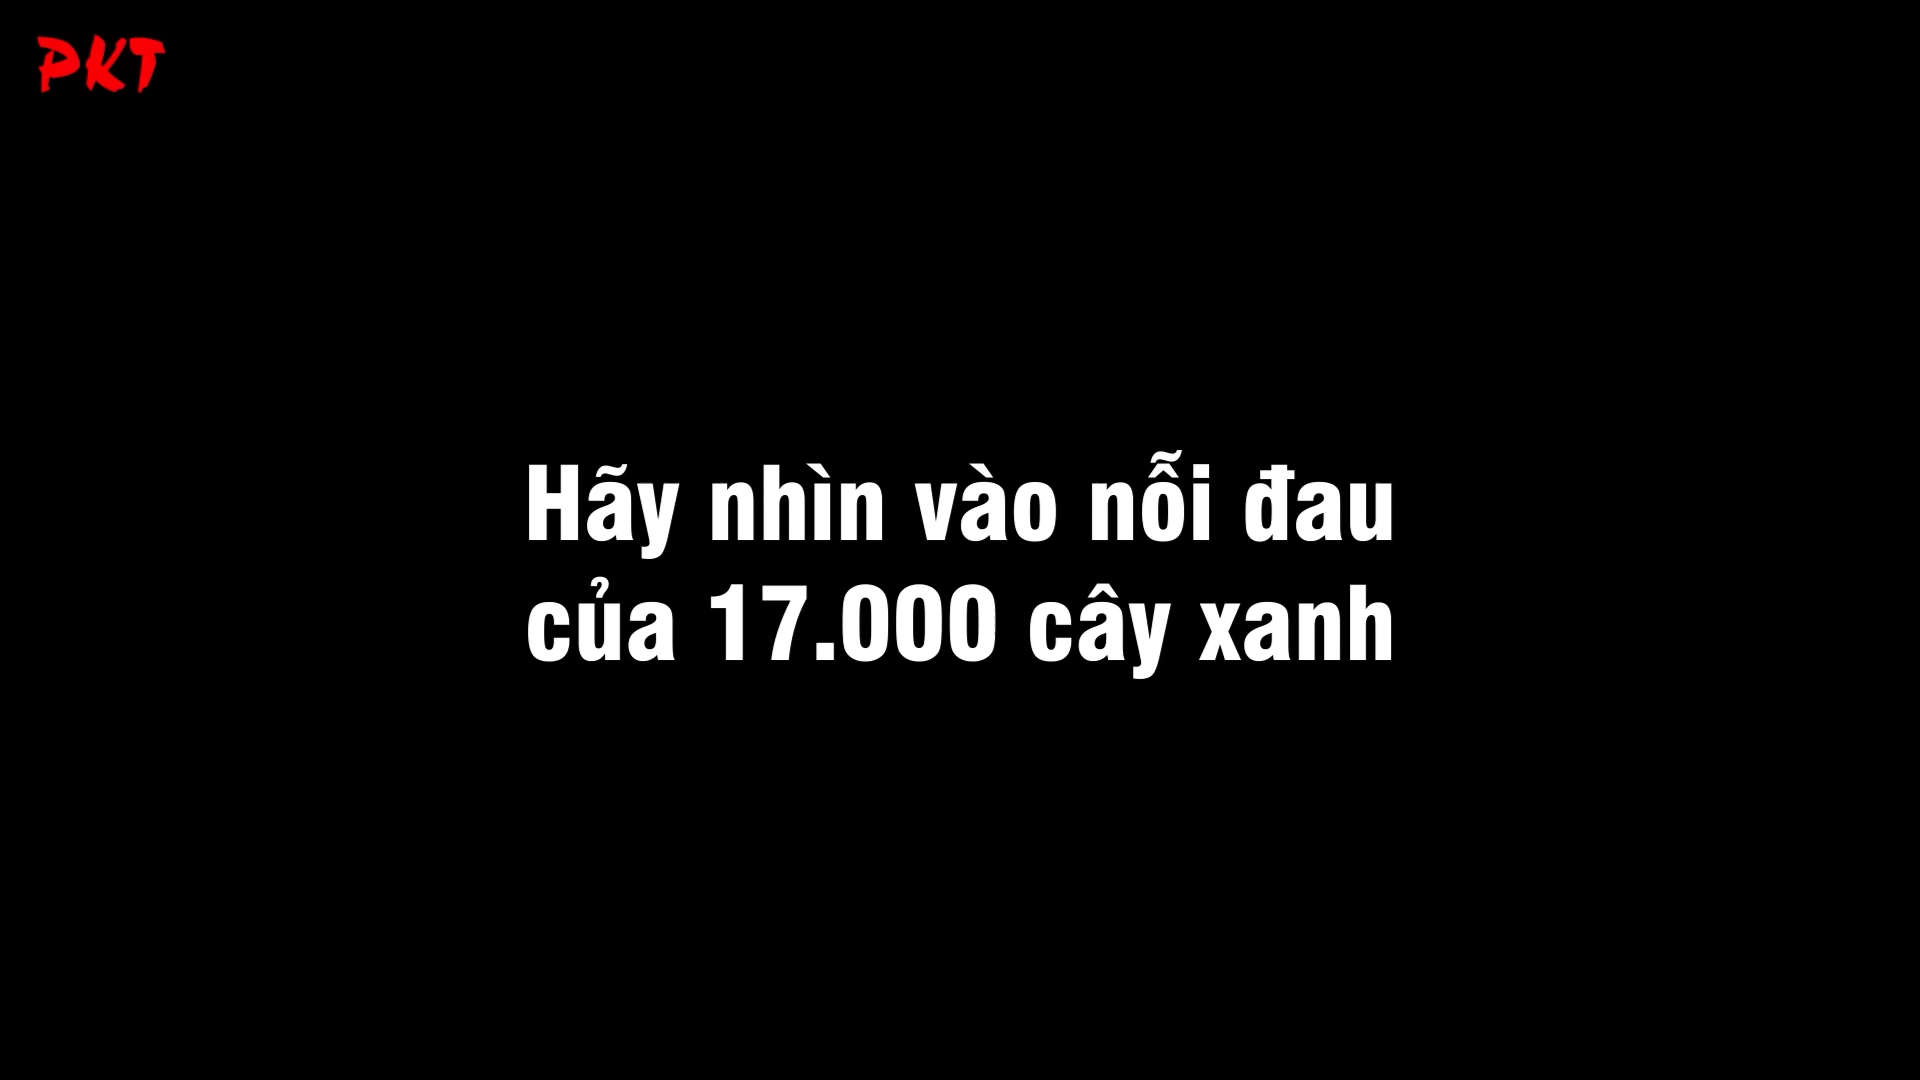 PKT
Hãy nhìn vào nỗi đau
của 17.000 cây xanh